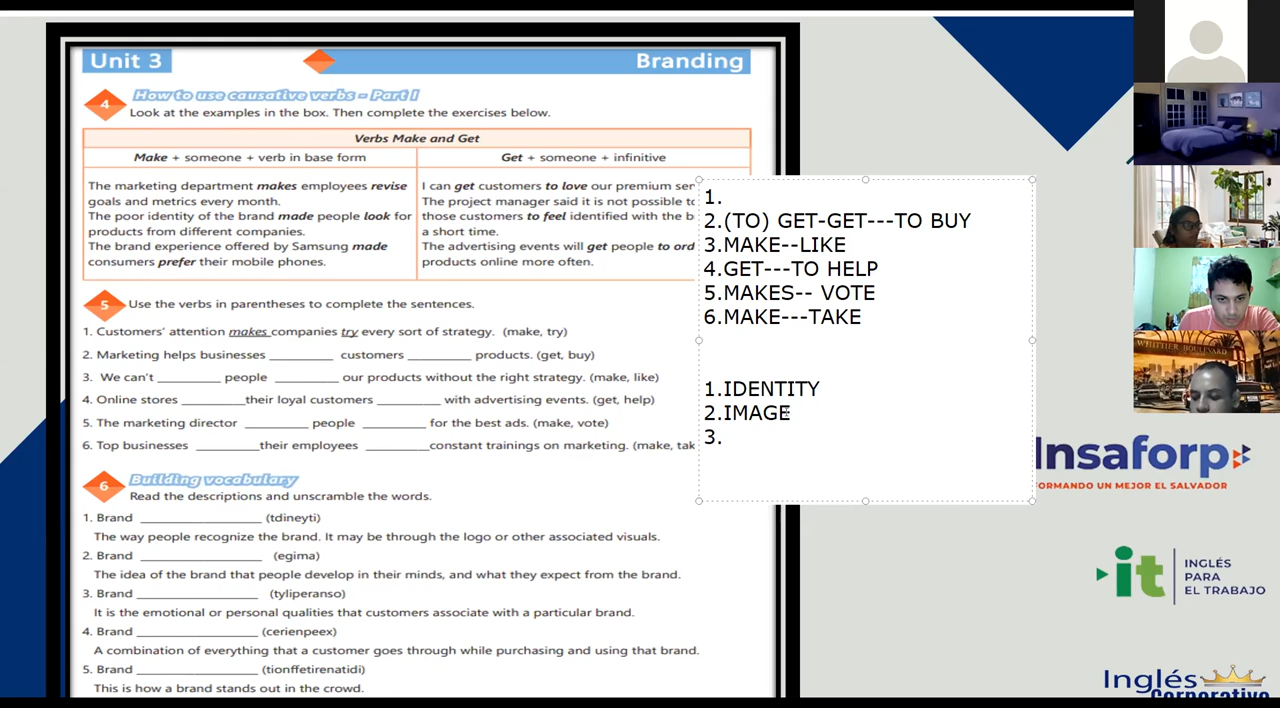 Unit 3
Branding
4
How to use causative verbs - Part I
Look at the examples in the box. Then complete the exercises below.
Verbs Make and Get
Make + someone + verb in base form
Get + someone + infinitive
The marketing department makes employees revise
goals and metrics every month.
The poor identity of the brand made people look for
products from different companies.
The brand experience offered by Samsung made
consumers prefer their mobile phones.
I can get customers to love our premium ser
The project manager said it is not possible to
those customers to feel identified with the b
a short time.
The advertising events will get people to ord
products online more often.
5
Use the verbs in parentheses to complete the sentences.
1. Customers' attention makes companies try every sort of strategy. (make, try)
2. Marketing helps businesses _________ customers __________ products. (get, buy)
3. We can't __________ people __________ our products without the right strategy. (make, like)
4. Online stores __________their loyal customers __________ with advertising events. (get, help)
5. The marketing director __________ people __________ for the best ads. (make, vote)
6. Top businesses __________their employees __________constant trainings on marketing. (make, tak
6
Building vocabulary
Read the descriptions and unscramble the words.
1. Brand ___________________ (tdineyti)
The way people recognize the brand. It may be through the logo or other associated visuals.
2. Brand ___________________ (egima)
The idea of the brand that people develop in their minds, and what they expect from the brand.
3. Brand ___________________ (tyliperanso)
It is the emotional or personal qualities that customers associate with a particular brand.
4. Brand ___________________ (cerienpeex)
A combination of everything that a customer goes through while purchasing and using that brand.
5. Brand ___________________ (tionffetirenatidi)
This is how a brand stands out in the crowd.
1.
2.(TO) GET-GET---TO BUY
3.MAKE--LIKE
4.GET---TO HELP
5.MAKES-- VOTE
6.MAKE---TAKE
1.IDENTITY
2.IMAGE
3.
WHITTIER BOULEVARD
Insaforp
FORMANDO UN MEJOR EL SALVADOR
it
INGLÉS
PARA
EL TRABAJO
Inglés
Corporativo